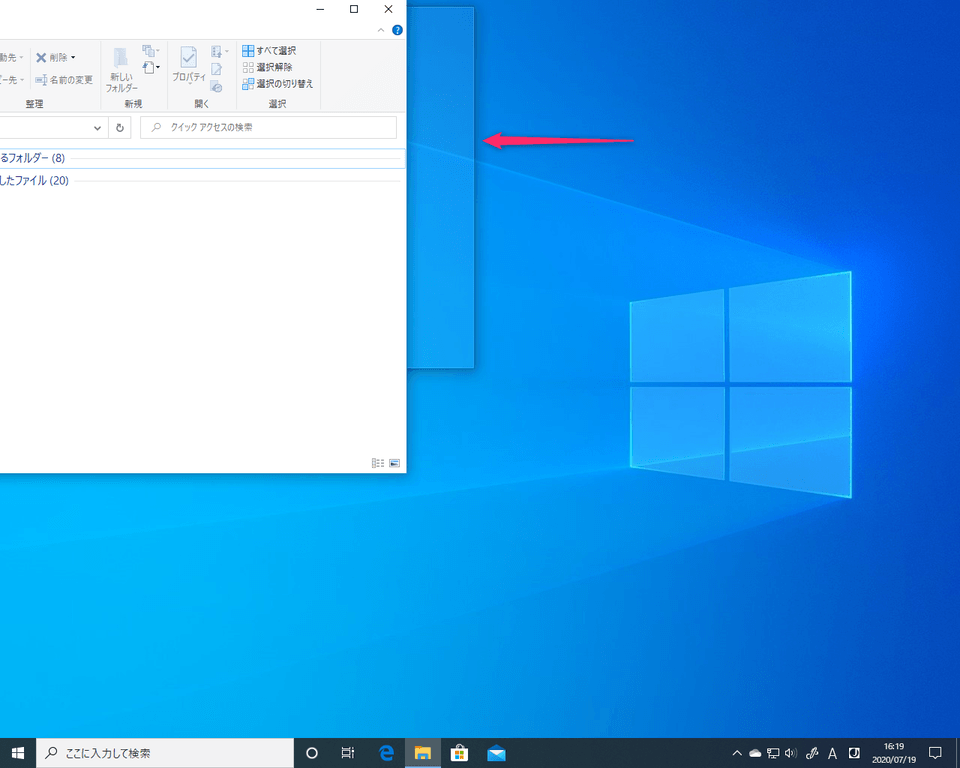 ?
動先
削除
すべて選択
選択解除
選択の切り替え
ー先
名前の変更
新しい
フォルダー
プロパティ
整理
新規
開く
選択
クイック アクセスの検索
るフォルダー (8)
したファイル (20)
ここに入力して検索
A
16:19
2020/07/19